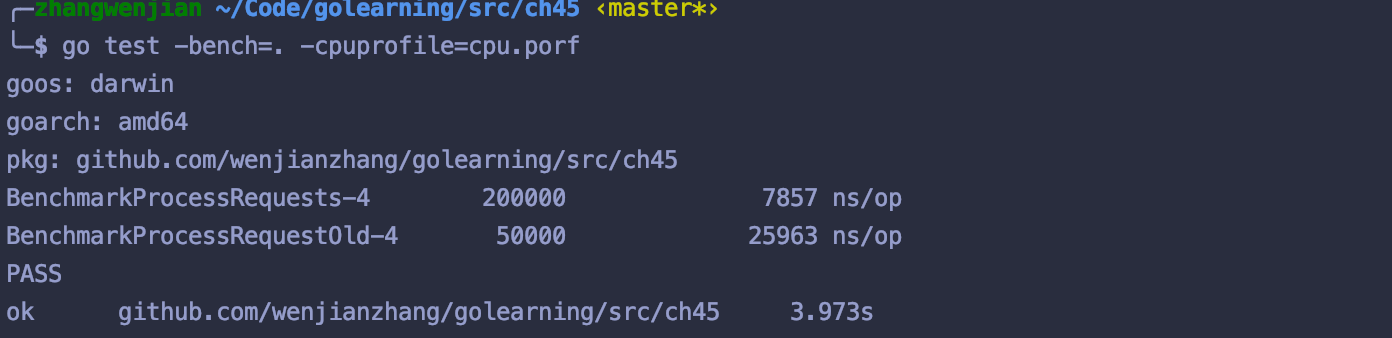 zhangwenjian ~/Code/golearning/src/ch45 ‹master*›
$ go test -bench=. -cpuprofile=cpu.porf
goos: darwin
goarch: amd64
pkg: github.com/wenjianzhang/golearning/src/ch45
BenchmarkProcessRequests-4 200000 7857 ns/op
BenchmarkProcessRequestOld-4 50000 25963 ns/op
PASS
ok github.com/wenjianzhang/golearning/src/ch45 3.973s